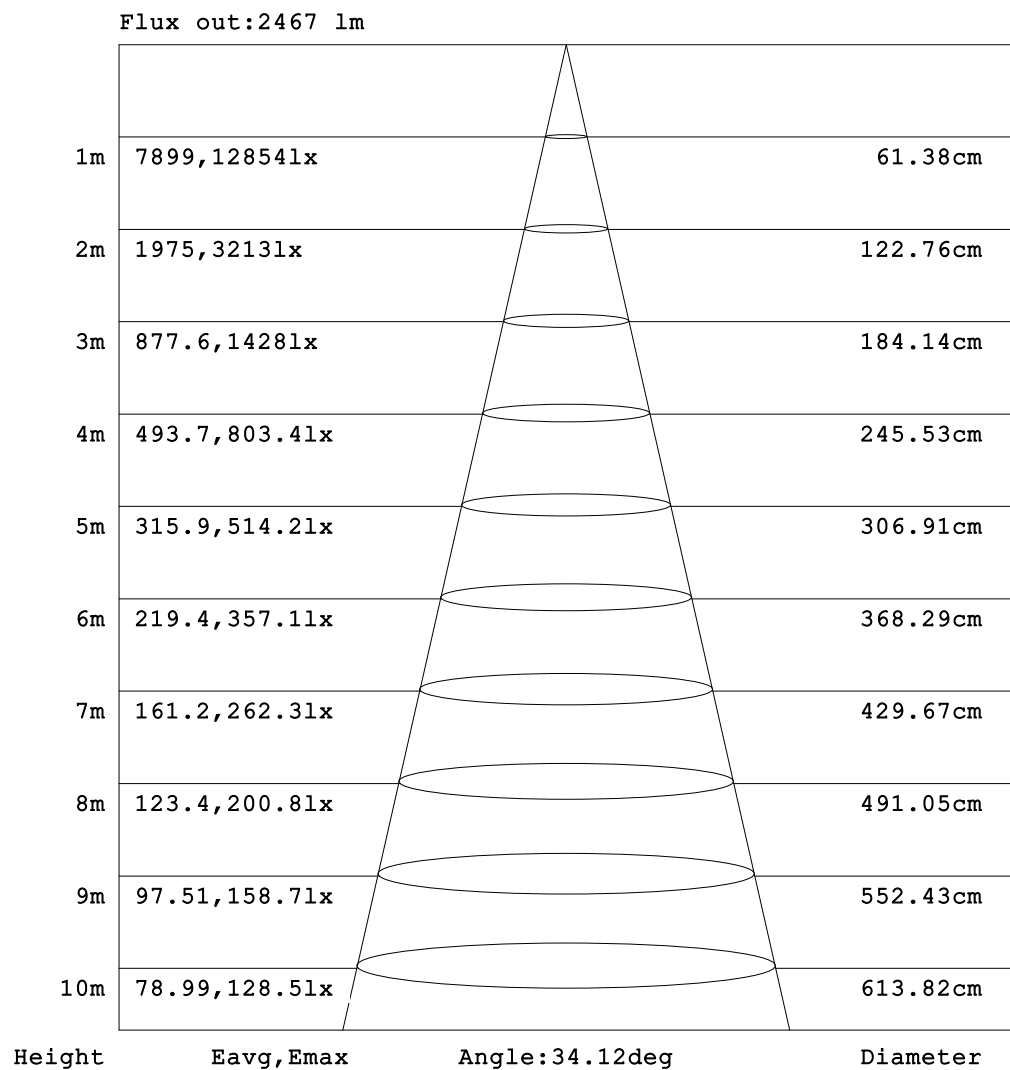 Flux out:2467 lm
1m 7899,12854lx 61.38cm
2m 1975,3213lx 122.76cm
3m 877.6,1428lx 184.14cm
4m 493.7,803.4lx 245.53cm
5m 315.9,514.2lx 306.91cm
6m 219.4,357.1lx 368.29cm
7m 161.2,262.3lx 429.67cm
8m 123.4,200.8lx 491.05cm
9m 97.51,158.7lx 552.43cm
10m 78.99,128.5lx 613.82cm
Height Eavg,Emax Angle:34.12deg Diameter